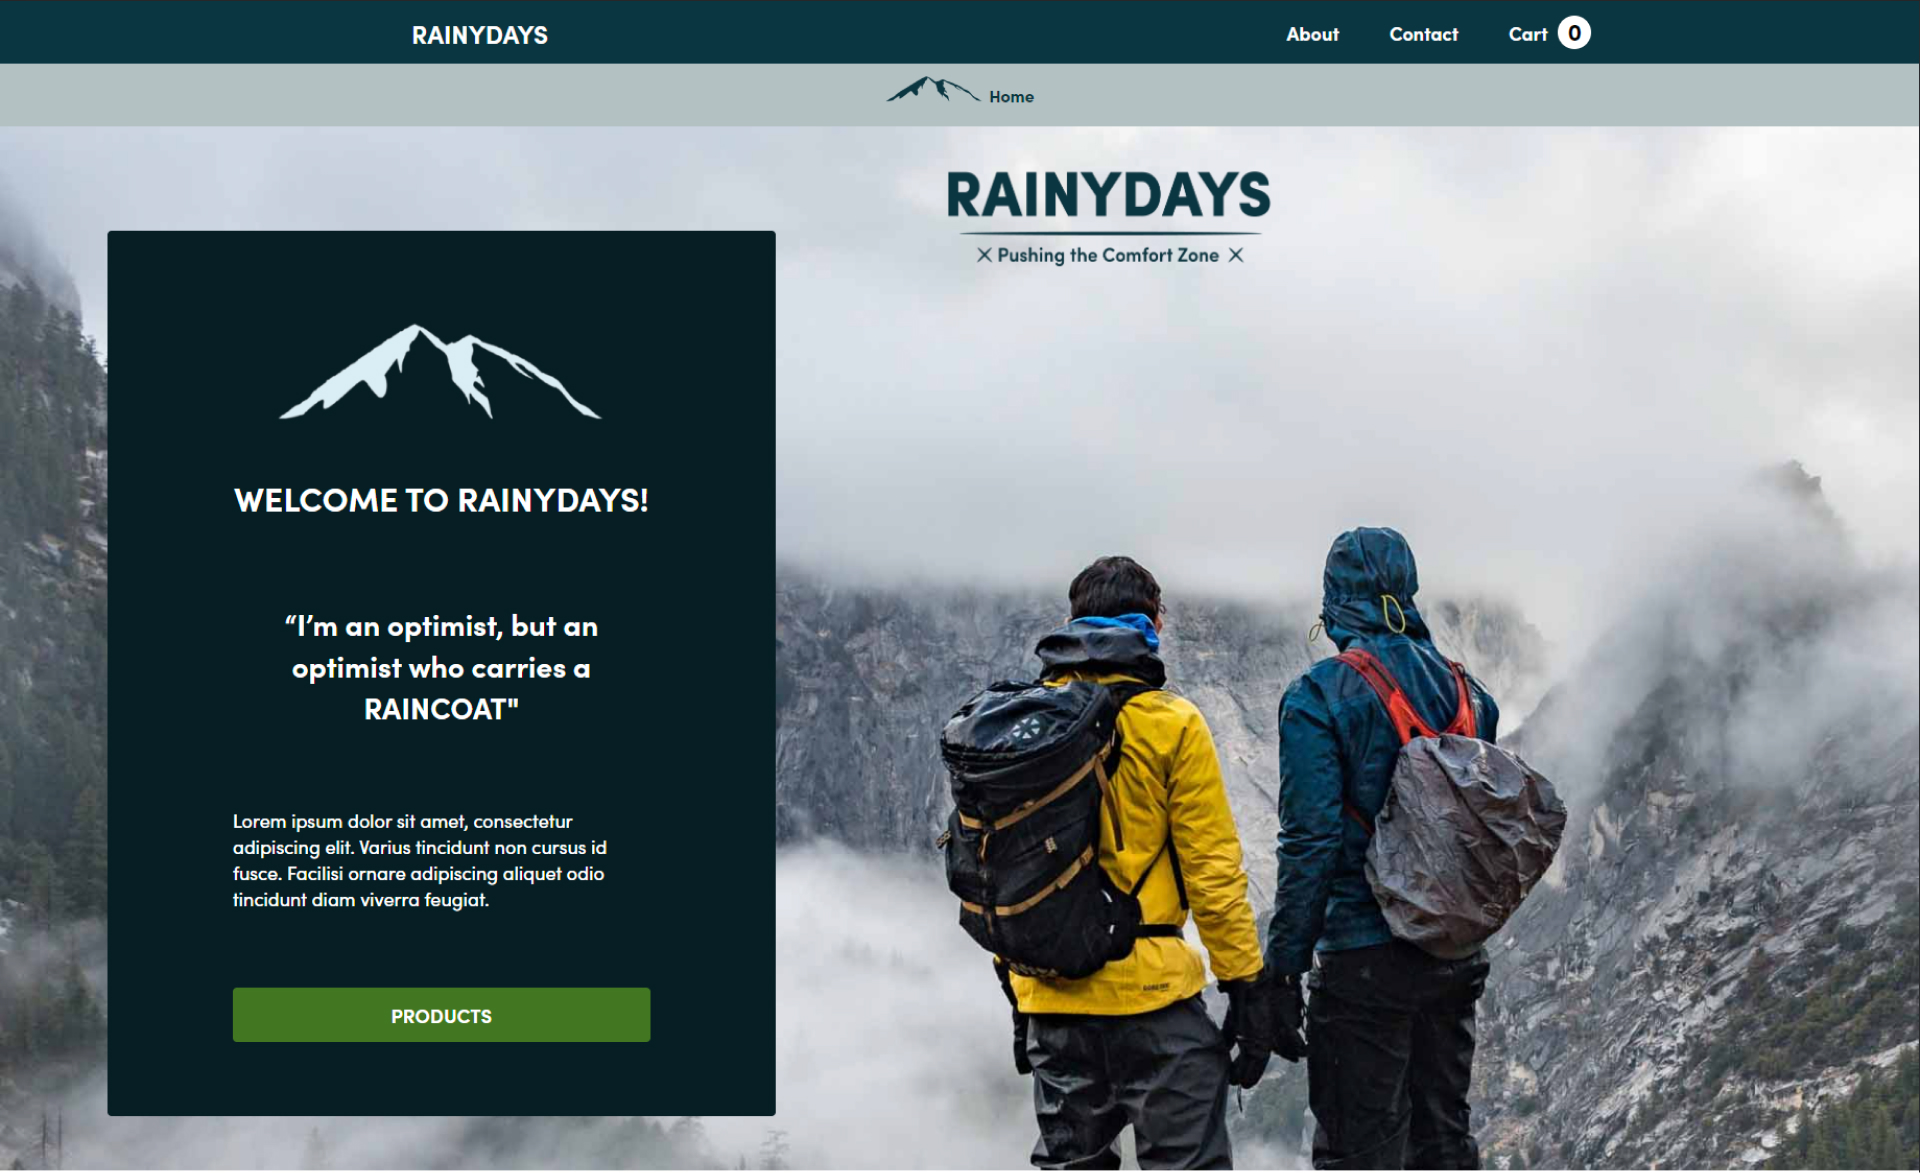 RAINYDAYS
About Contact Cart 0
Home
RAINYDAYS
Pushing the Comfort Zone
WELCOME TO RAINYDAYS!
“I’m an optimist, but an
optimist who carries a
RAINCOAT"
Lorem ipsum dolor sit amet, consectetur
adipiscing elit. Varius tincidunt non cursus id
fusce. Facilisi ornare adipiscing aliquet odio
tincidunt diam viverra feugiat.
PRODUCTS